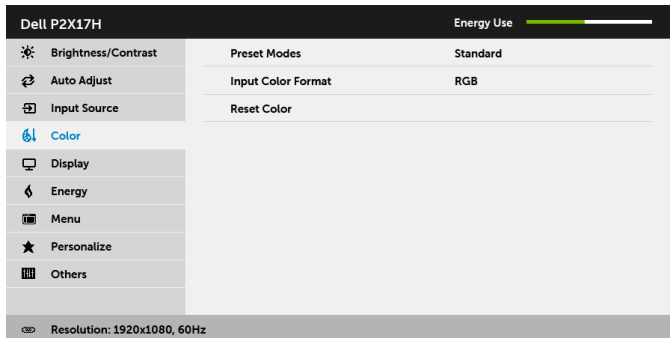 Dell P2X17H Energy Use
Brightness/Contrast Preset Modes Standard
Auto Adjust Input Color Format RGB
Input Source Reset Color
Color
Display
Energy
Menu
Personalize
Others
Resolution: 1920x1080, 60Hz